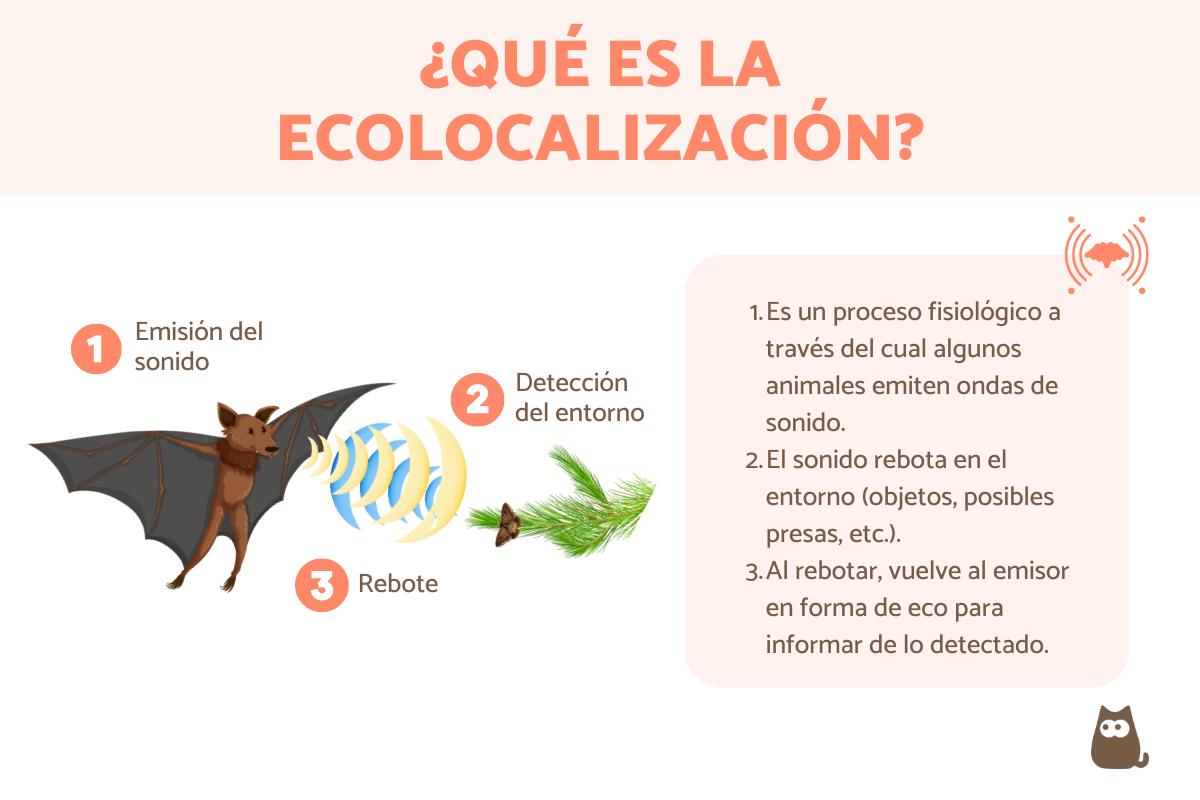 ¿QUÉ ES LA
ECOLOCALIZACIÓN?
1
Emisión del
sonido
2
Detección
del entorno
3
Rebote
1. Es un proceso fisiológico a
través del cual algunos
animales emiten ondas de
sonido.
2. El sonido rebota en el
entorno (objetos, posibles
presas, etc.).
3. Al rebotar, vuelve al emisor
en forma de eco para
informar de lo detectado.